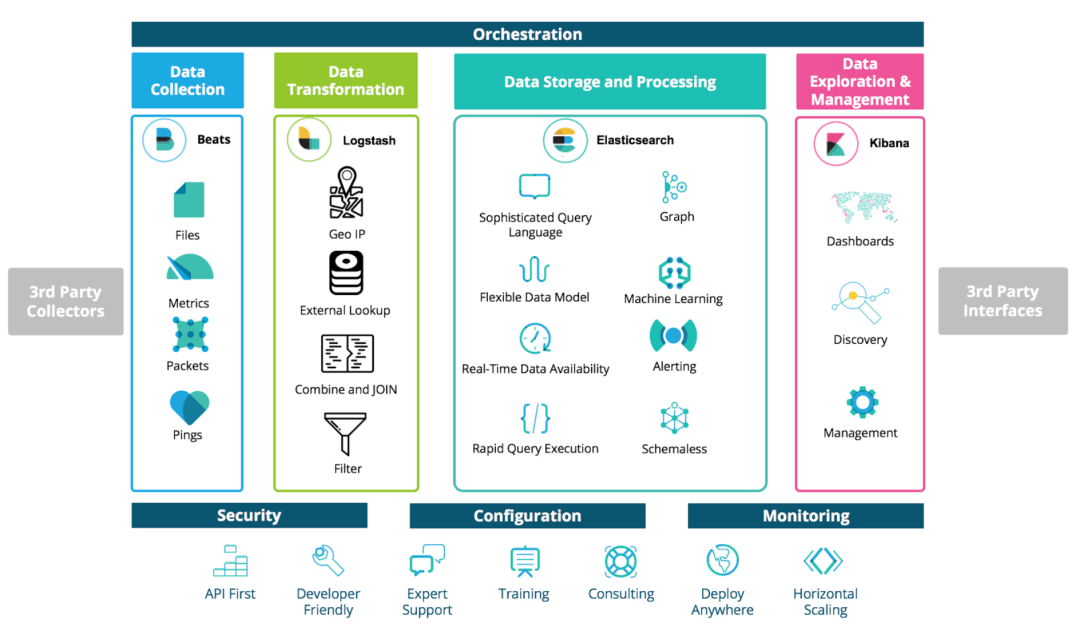 Orchestration
Data
Collection
Data
Transformation
Data Storage and Processing
Data
Exploration &
Management
Beats
Logstash
Elasticsearch
Kibana
Files
Metrics
Packets
Pings
Geo IP
External Lookup
Combine and JOIN
Filter
Sophisticated Query
Language
Graph
Flexible Data Model
Machine Learning
Real-Time Data Availability
Alerting
Rapid Query Execution
Schemaless
Dashboards
Discovery
Management
3rd Party
Collectors
3rd Party
Interfaces
Security
Configuration
Monitoring
API First
Developer
Friendly
Expert
Support
Training
Consulting
Deploy
Anywhere
Horizontal
Scaling